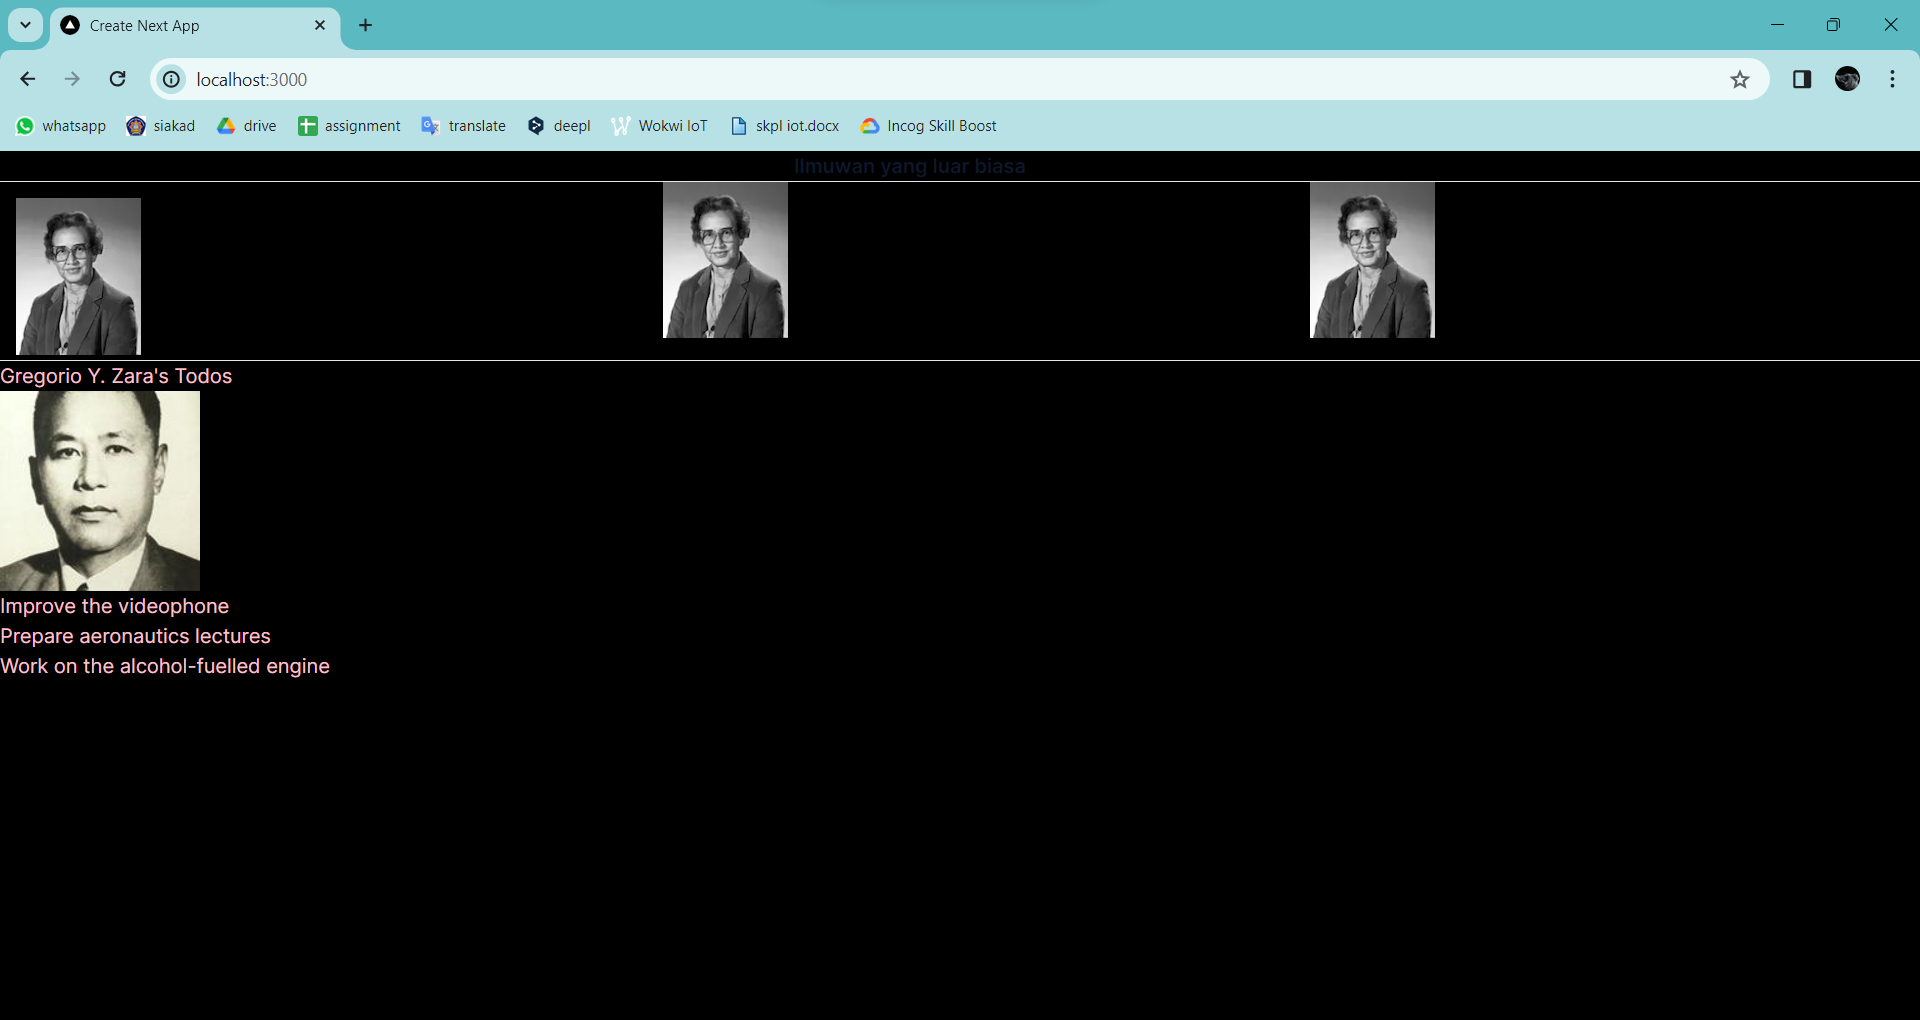 Create Next App
localhost:3000
whatsapp siakad drive assignment translate deepl Wokwi IoT skpl iot.docx Incog Skill Boost
Ilmuwan yang luar biasa
Gregorio Y. Zara's Todos
Improve the videophone
Prepare aeronautics lectures
Work on the alcohol-fuelled engine